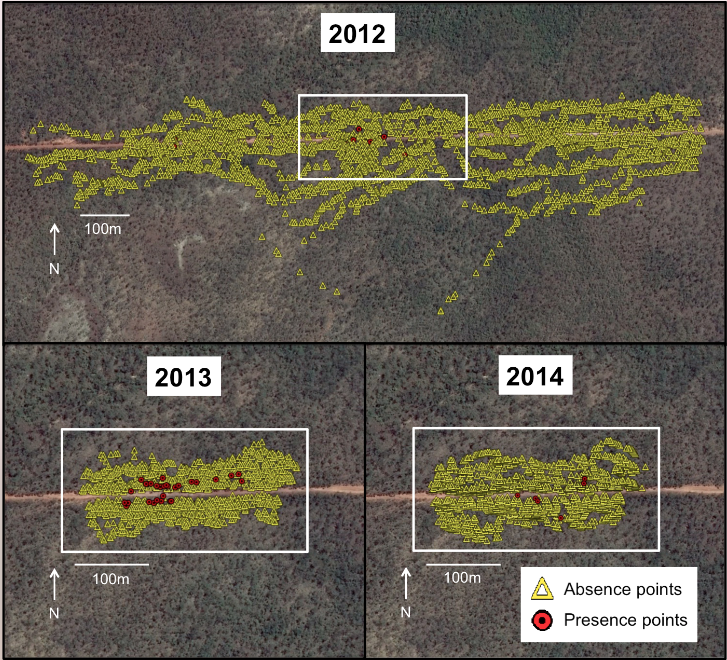 2012
100m
N
2013
2014
100m
N
100m
N
Absence points
Presence points